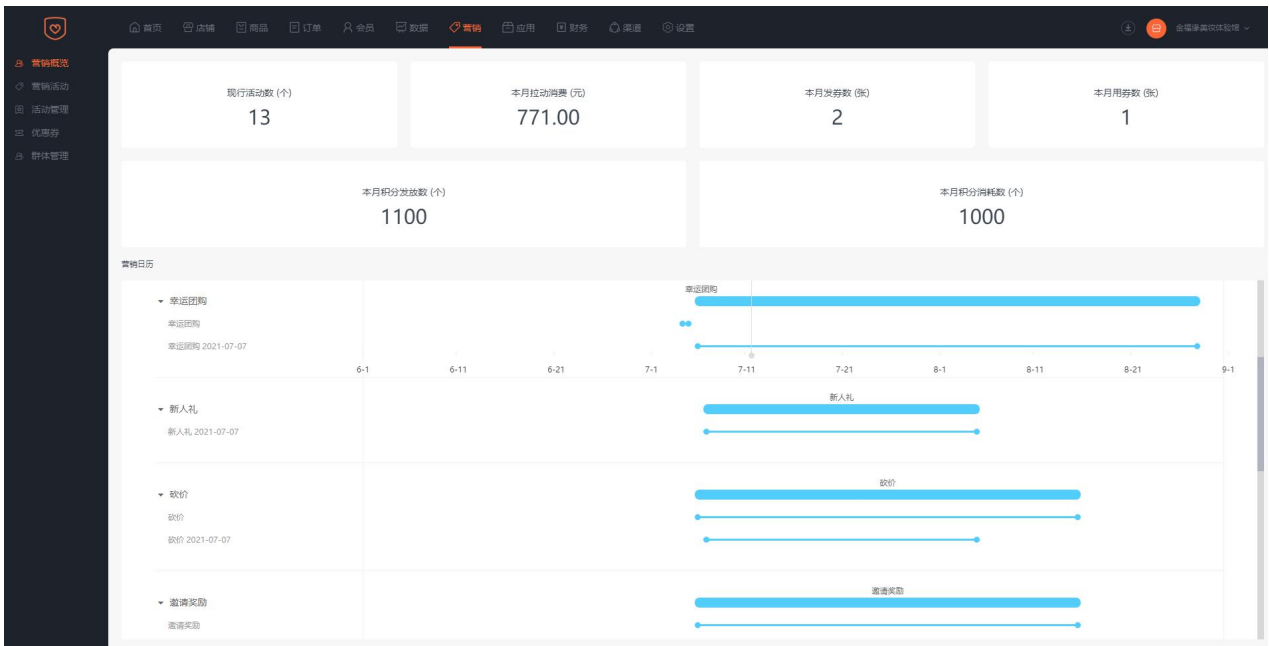 首页 店铺 商品 订单 会员 数据 营销 应用 财务 渠道 设置 金福缘美妆体验馆
营销概览
营销活动
活动管理
优惠券
群体管理
现行活动数 (个) 本月拉动消费 (元) 本月发券数 (张) 本月用券数 (张)
13 771.00 2 1
本月积分发放数 (个) 本月积分消耗数 (个)
1100 1000
营销日历
幸运团购
幸运团购
幸运团购
幸运团购 2021-07-07
6-1 6-11 6-21 7-1 7-11 7-21 8-1 8-11 8-21 9-1
新人礼
新人礼
新人礼 2021-07-07
砍价
砍价
砍价
砍价 2021-07-07
邀请奖励
邀请奖励
邀请奖励